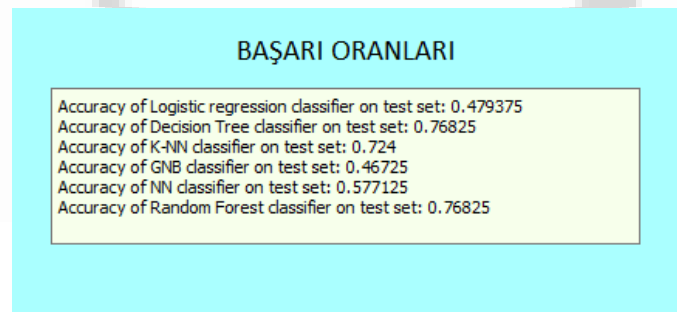 BAŞARI ORANLARI
Accuracy of Logistic regression classifier on test set: 0.479375
Accuracy of Decision Tree classifier on test set: 0.76825
Accuracy of K-NN classifier on test set: 0.724
Accuracy of GNB classifier on test set: 0.46725
Accuracy of NN classifier on test set: 0.577125
Accuracy of Random Forest classifier on test set: 0.76825